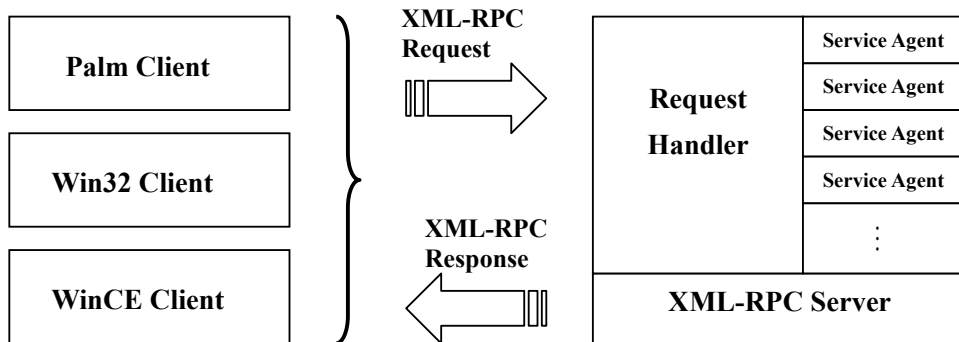 Palm Client
Win32 Client
WinCE Client
XML-RPC
Request
XML-RPC
Response
Request
Handler
Service Agent
Service Agent
Service Agent
Service Agent
⋮
XML-RPC Server